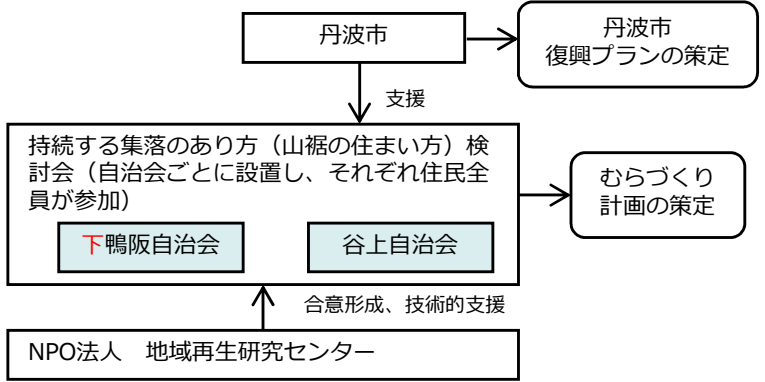 丹波市
丹波市
復興プランの策定
支援
持続する集落のあり方（山裾の住まい方）検
討会（自治会ごとに設置し、それぞれ住民全
員が参加）
むらづくり
計画の策定
下鴨阪自治会
谷上自治会
合意形成、技術的支援
NPO法人　地域再生研究センター